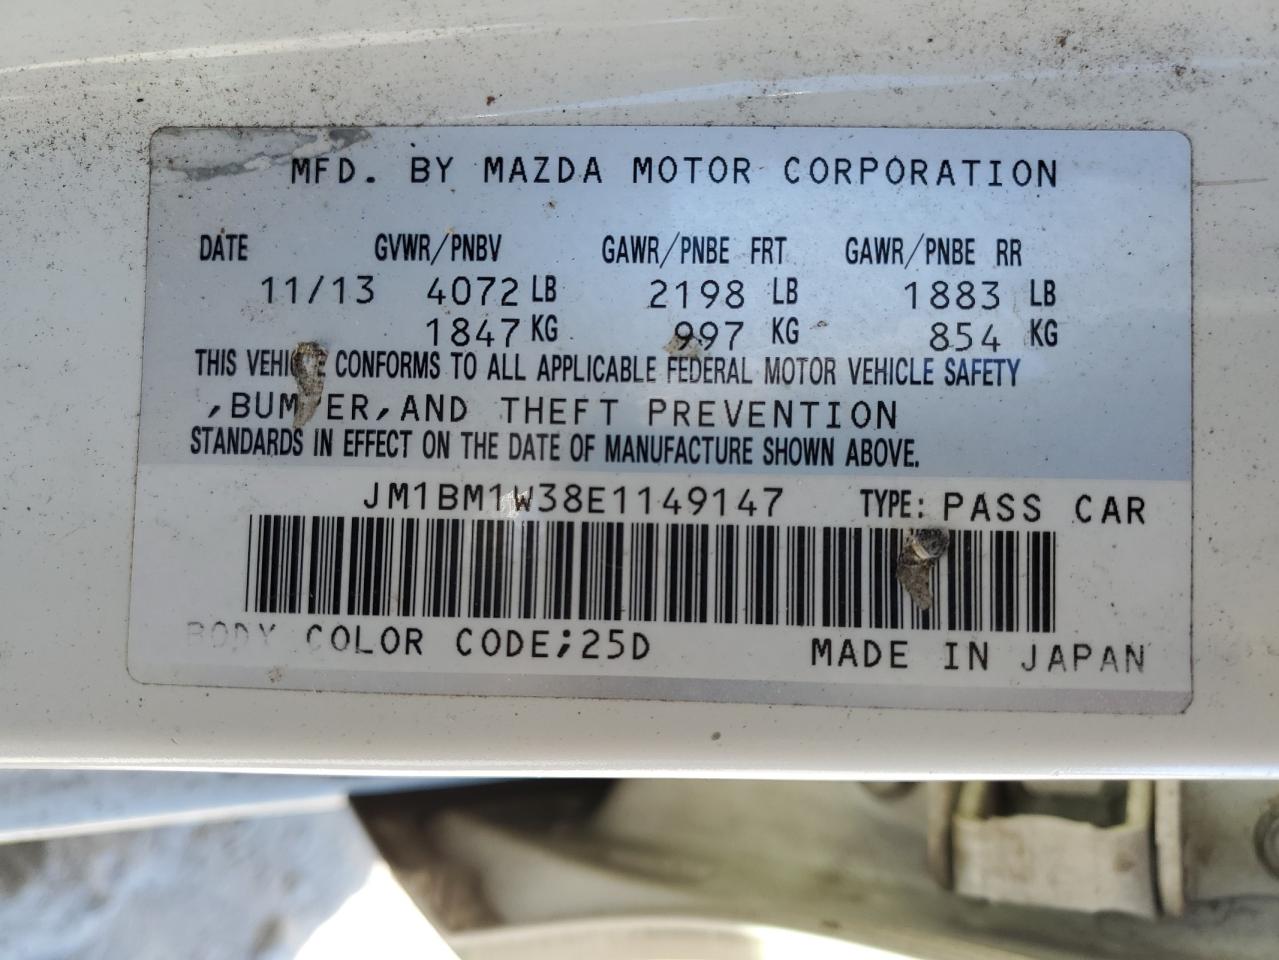 MFD. BY MAZDA MOTOR CORPORATION
DATE GVWR/PNBV GAWR/PNBE FRT GAWR/PNBE RR
11/13 4072 LB 2198 LB 1883 LB
1847 KG 997 KG 854 KG
THIS VEHICLE CONFORMS TO ALL APPLICABLE FEDERAL MOTOR VEHICLE SAFETY
,BUMPER,AND THEFT PREVENTION
STANDARDS IN EFFECT ON THE DATE OF MANUFACTURE SHOWN ABOVE.
JM1BM1W38E1149147 TYPE: PASS CAR
BODY COLOR CODE;25D MADE IN JAPAN